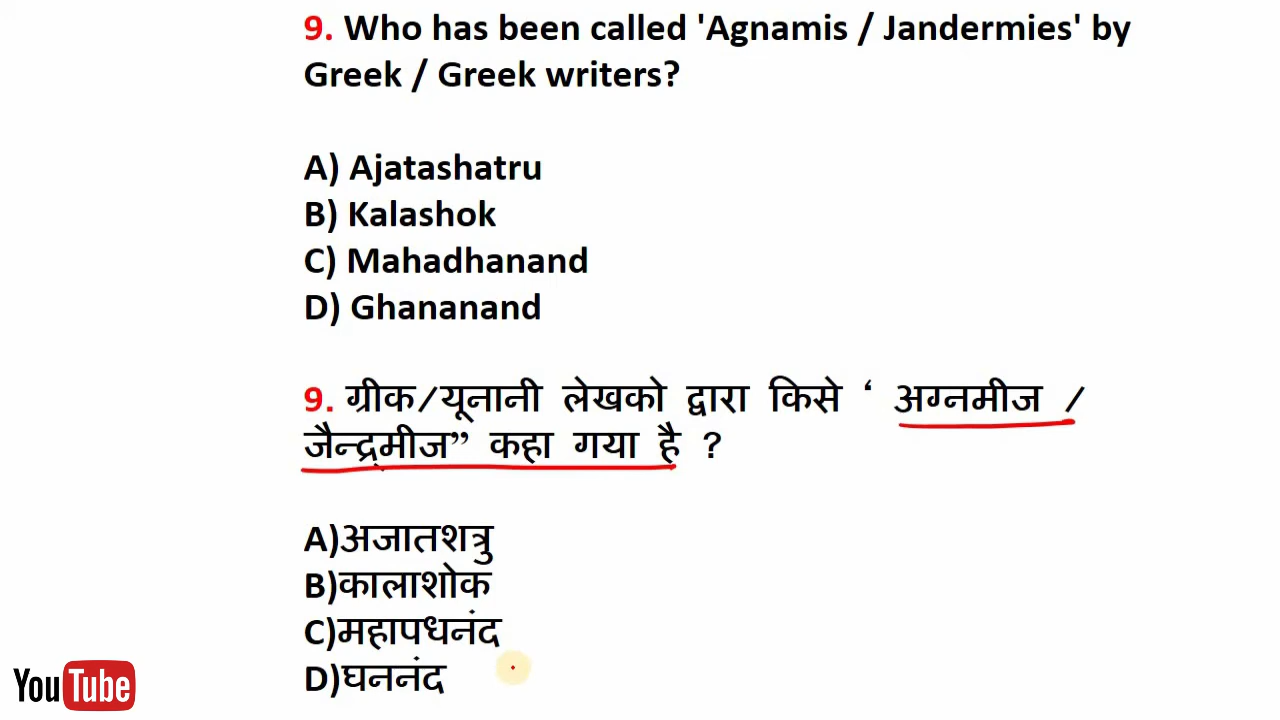 9. Who has been called 'Agnamis / Jandermies' by
Greek / Greek writers?
A) Ajatashatru
B) Kalashok
C) Mahadhanand
D) Ghananand
9. ग्रीक/यूनानी लेखको द्वारा किसे ‘ अग्नमीज /
जैन्द्र्मीज” कहा गया है ?
A)अजातशत्रु
B)कालाशोक
C)महापधनंद
D)घननंद
YouTube